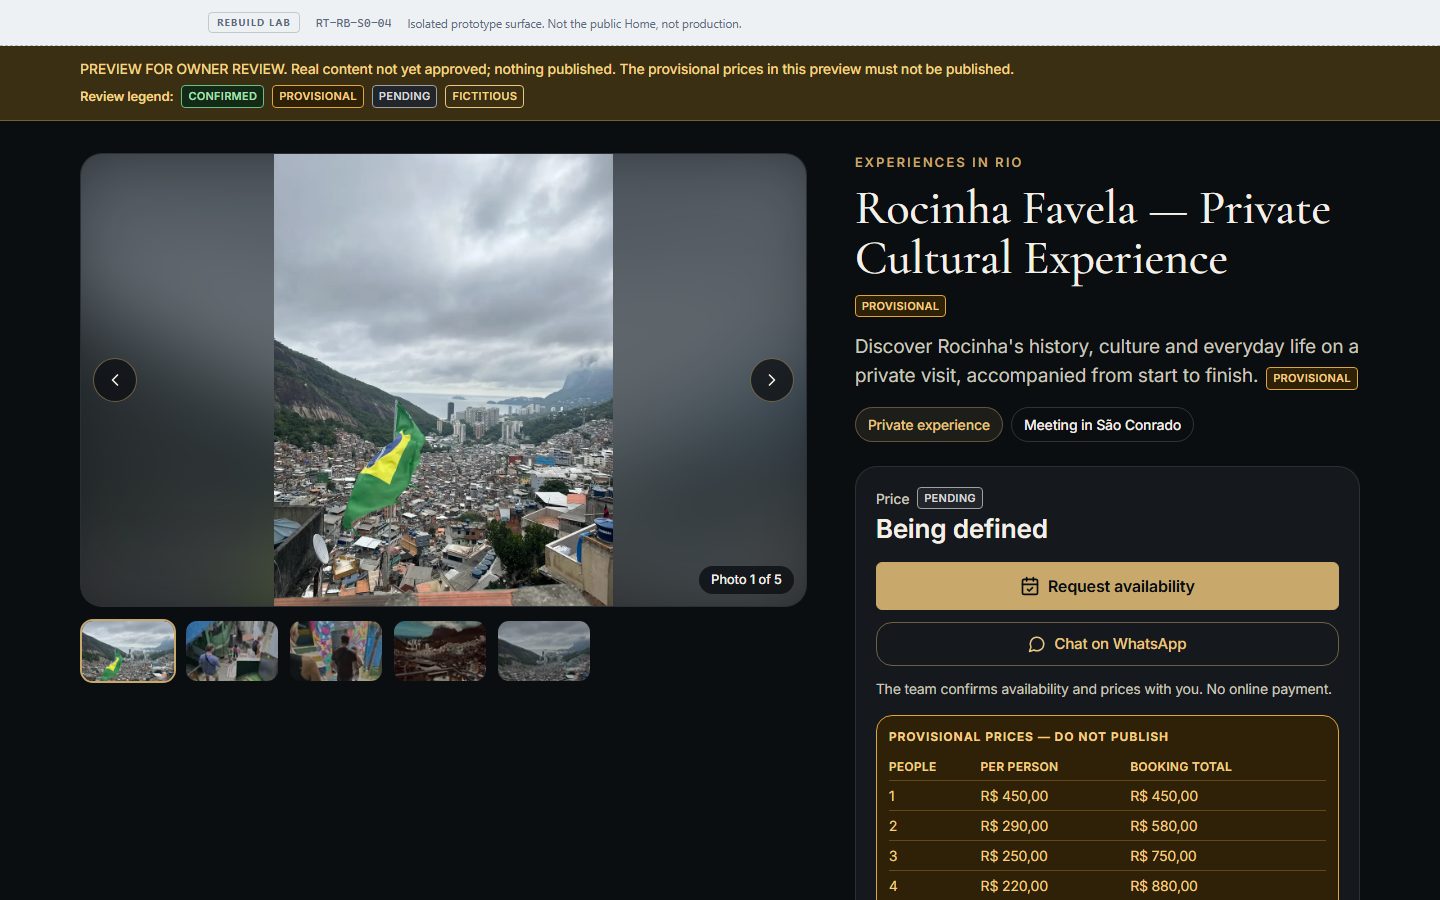 REBUILD LAB RT-RB-S0-04 Isolated prototype surface. Not the public Home, not production.
PREVIEW FOR OWNER REVIEW. Real content not yet approved; nothing published. The provisional prices in this preview must not be published.
Review legend: CONFIRMED PROVISIONAL PENDING FICTITIOUS
Photo 1 of 5
EXPERIENCES IN RIO
Rocinha Favela — Private
Cultural Experience
PROVISIONAL
Discover Rocinha's history, culture and everyday life on a
private visit, accompanied from start to finish. PROVISIONAL
Private experience Meeting in São Conrado
Price PENDING
Being defined
Request availability
Chat on WhatsApp
The team confirms availability and prices with you. No online payment.
PROVISIONAL PRICES — DO NOT PUBLISH
PEOPLE PER PERSON BOOKING TOTAL
1 R$ 450,00 R$ 450,00
2 R$ 290,00 R$ 580,00
3 R$ 250,00 R$ 750,00
4 R$ 220,00 R$ 880,00